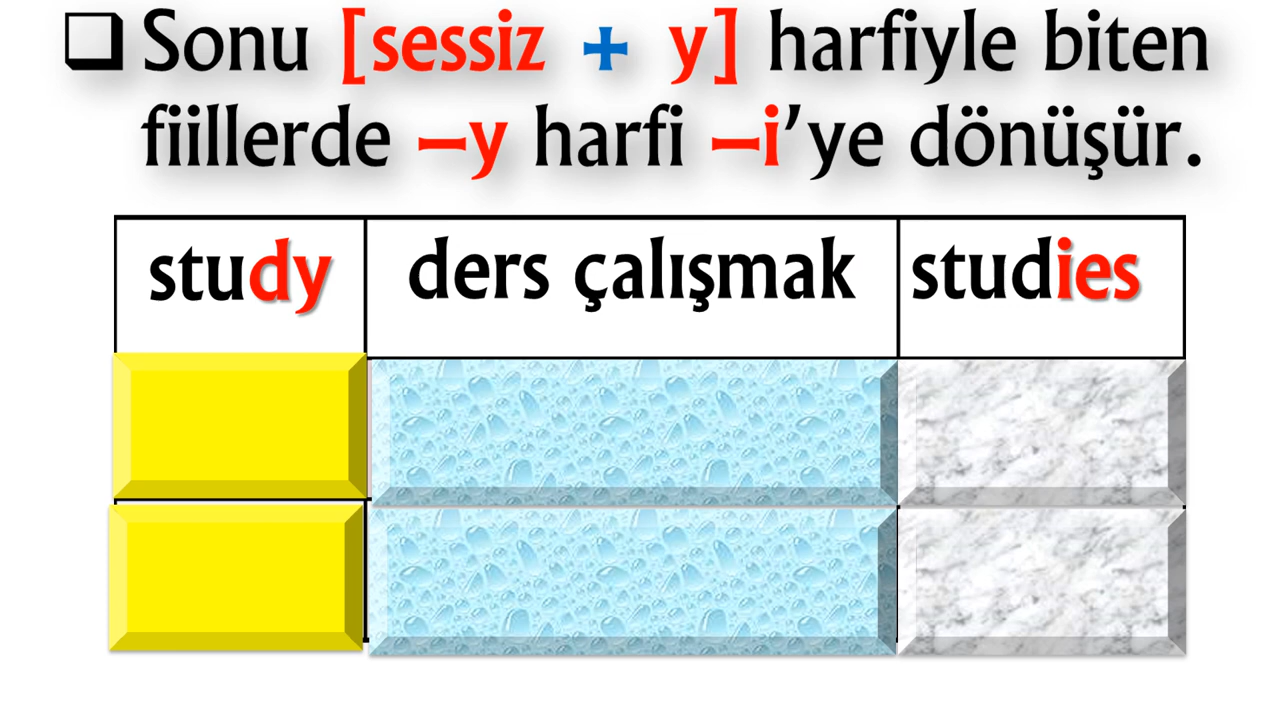 ❑ Sonu [sessiz + y] harfiyle biten
fiillerde –y harfi –i’ye dönüşür.
study ders çalışmak studies